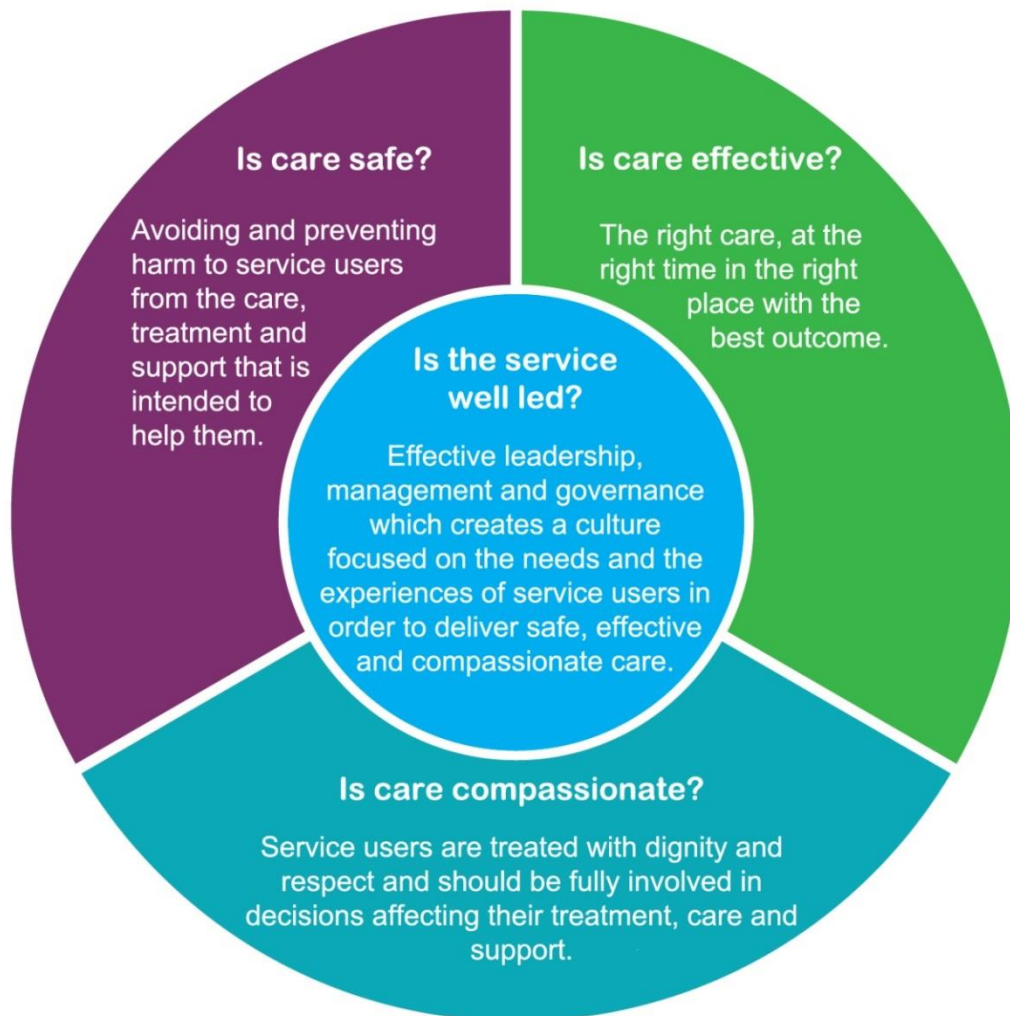 Is care safe?
Avoiding and preventing
harm to service users
from the care,
treatment and
support that is
intended to
help them.
Is care effective?
The right care, at the
right time in the right
place with the
best outcome.
Is the service
well led?
Effective leadership,
management and governance
which creates a culture
focused on the needs and the
experiences of service users in
order to deliver safe, effective
and compassionate care.
Is care compassionate?
Service users are treated with dignity and
respect and should be fully involved in
decisions affecting their treatment, care and
support.